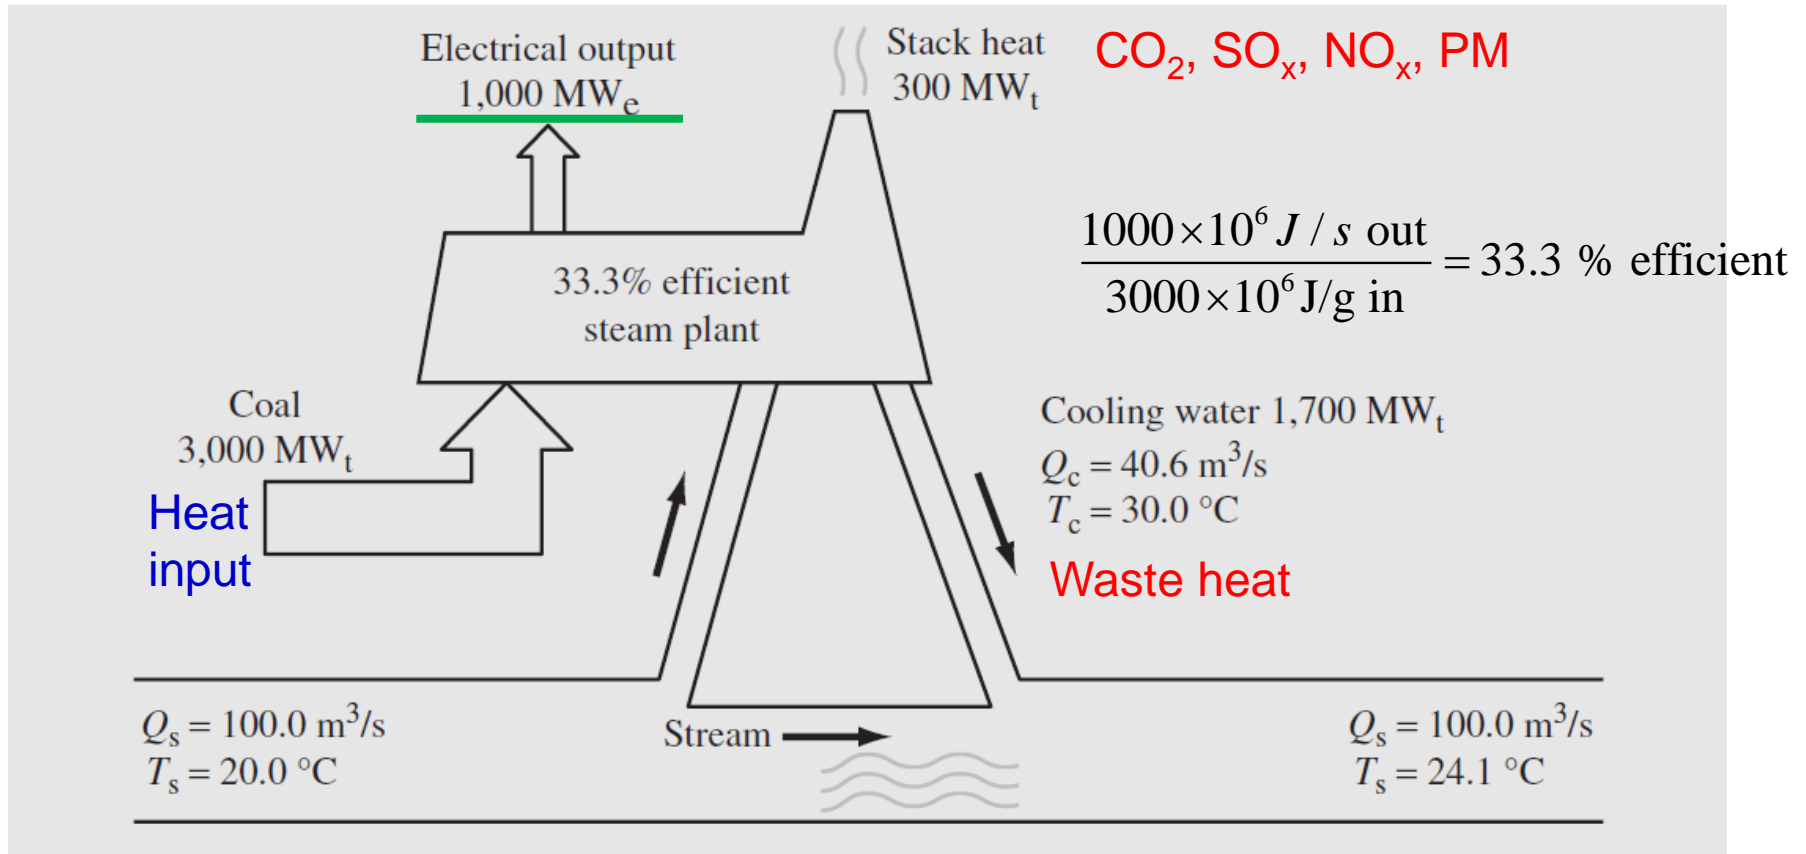 Electrical output
1,000 MWe
Stack heat
300 MWt
CO2, SOx, NOx, PM
1000×10^6 J / s out
3000×10^6 J/g in
= 33.3 % efficient
33.3% efficient
steam plant
Coal
3,000 MWt
Heat
input
Cooling water 1,700 MWt
Qc = 40.6 m^3/s
Tc = 30.0 °C
Waste heat
Qs = 100.0 m^3/s
Ts = 20.0 °C
Stream
Qs = 100.0 m^3/s
Ts = 24.1 °C